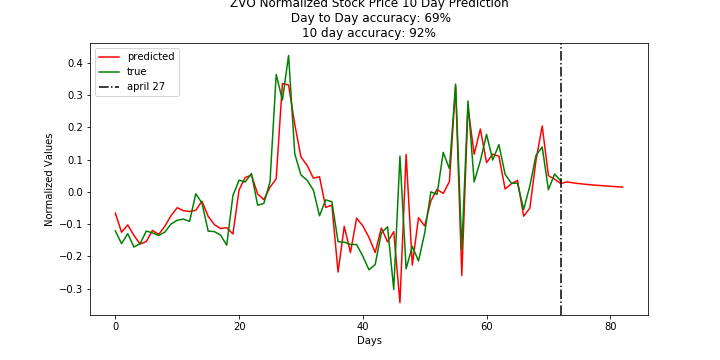 ZVO Normalized Stock Price 10 Day Prediction
Day to Day accuracy: 69%
10 day accuracy: 92%
predicted
true
april 27
Normalized Values
0.4
0.3
0.2
0.1
0.0
−0.1
−0.2
−0.3
0
20
40
60
80
Days